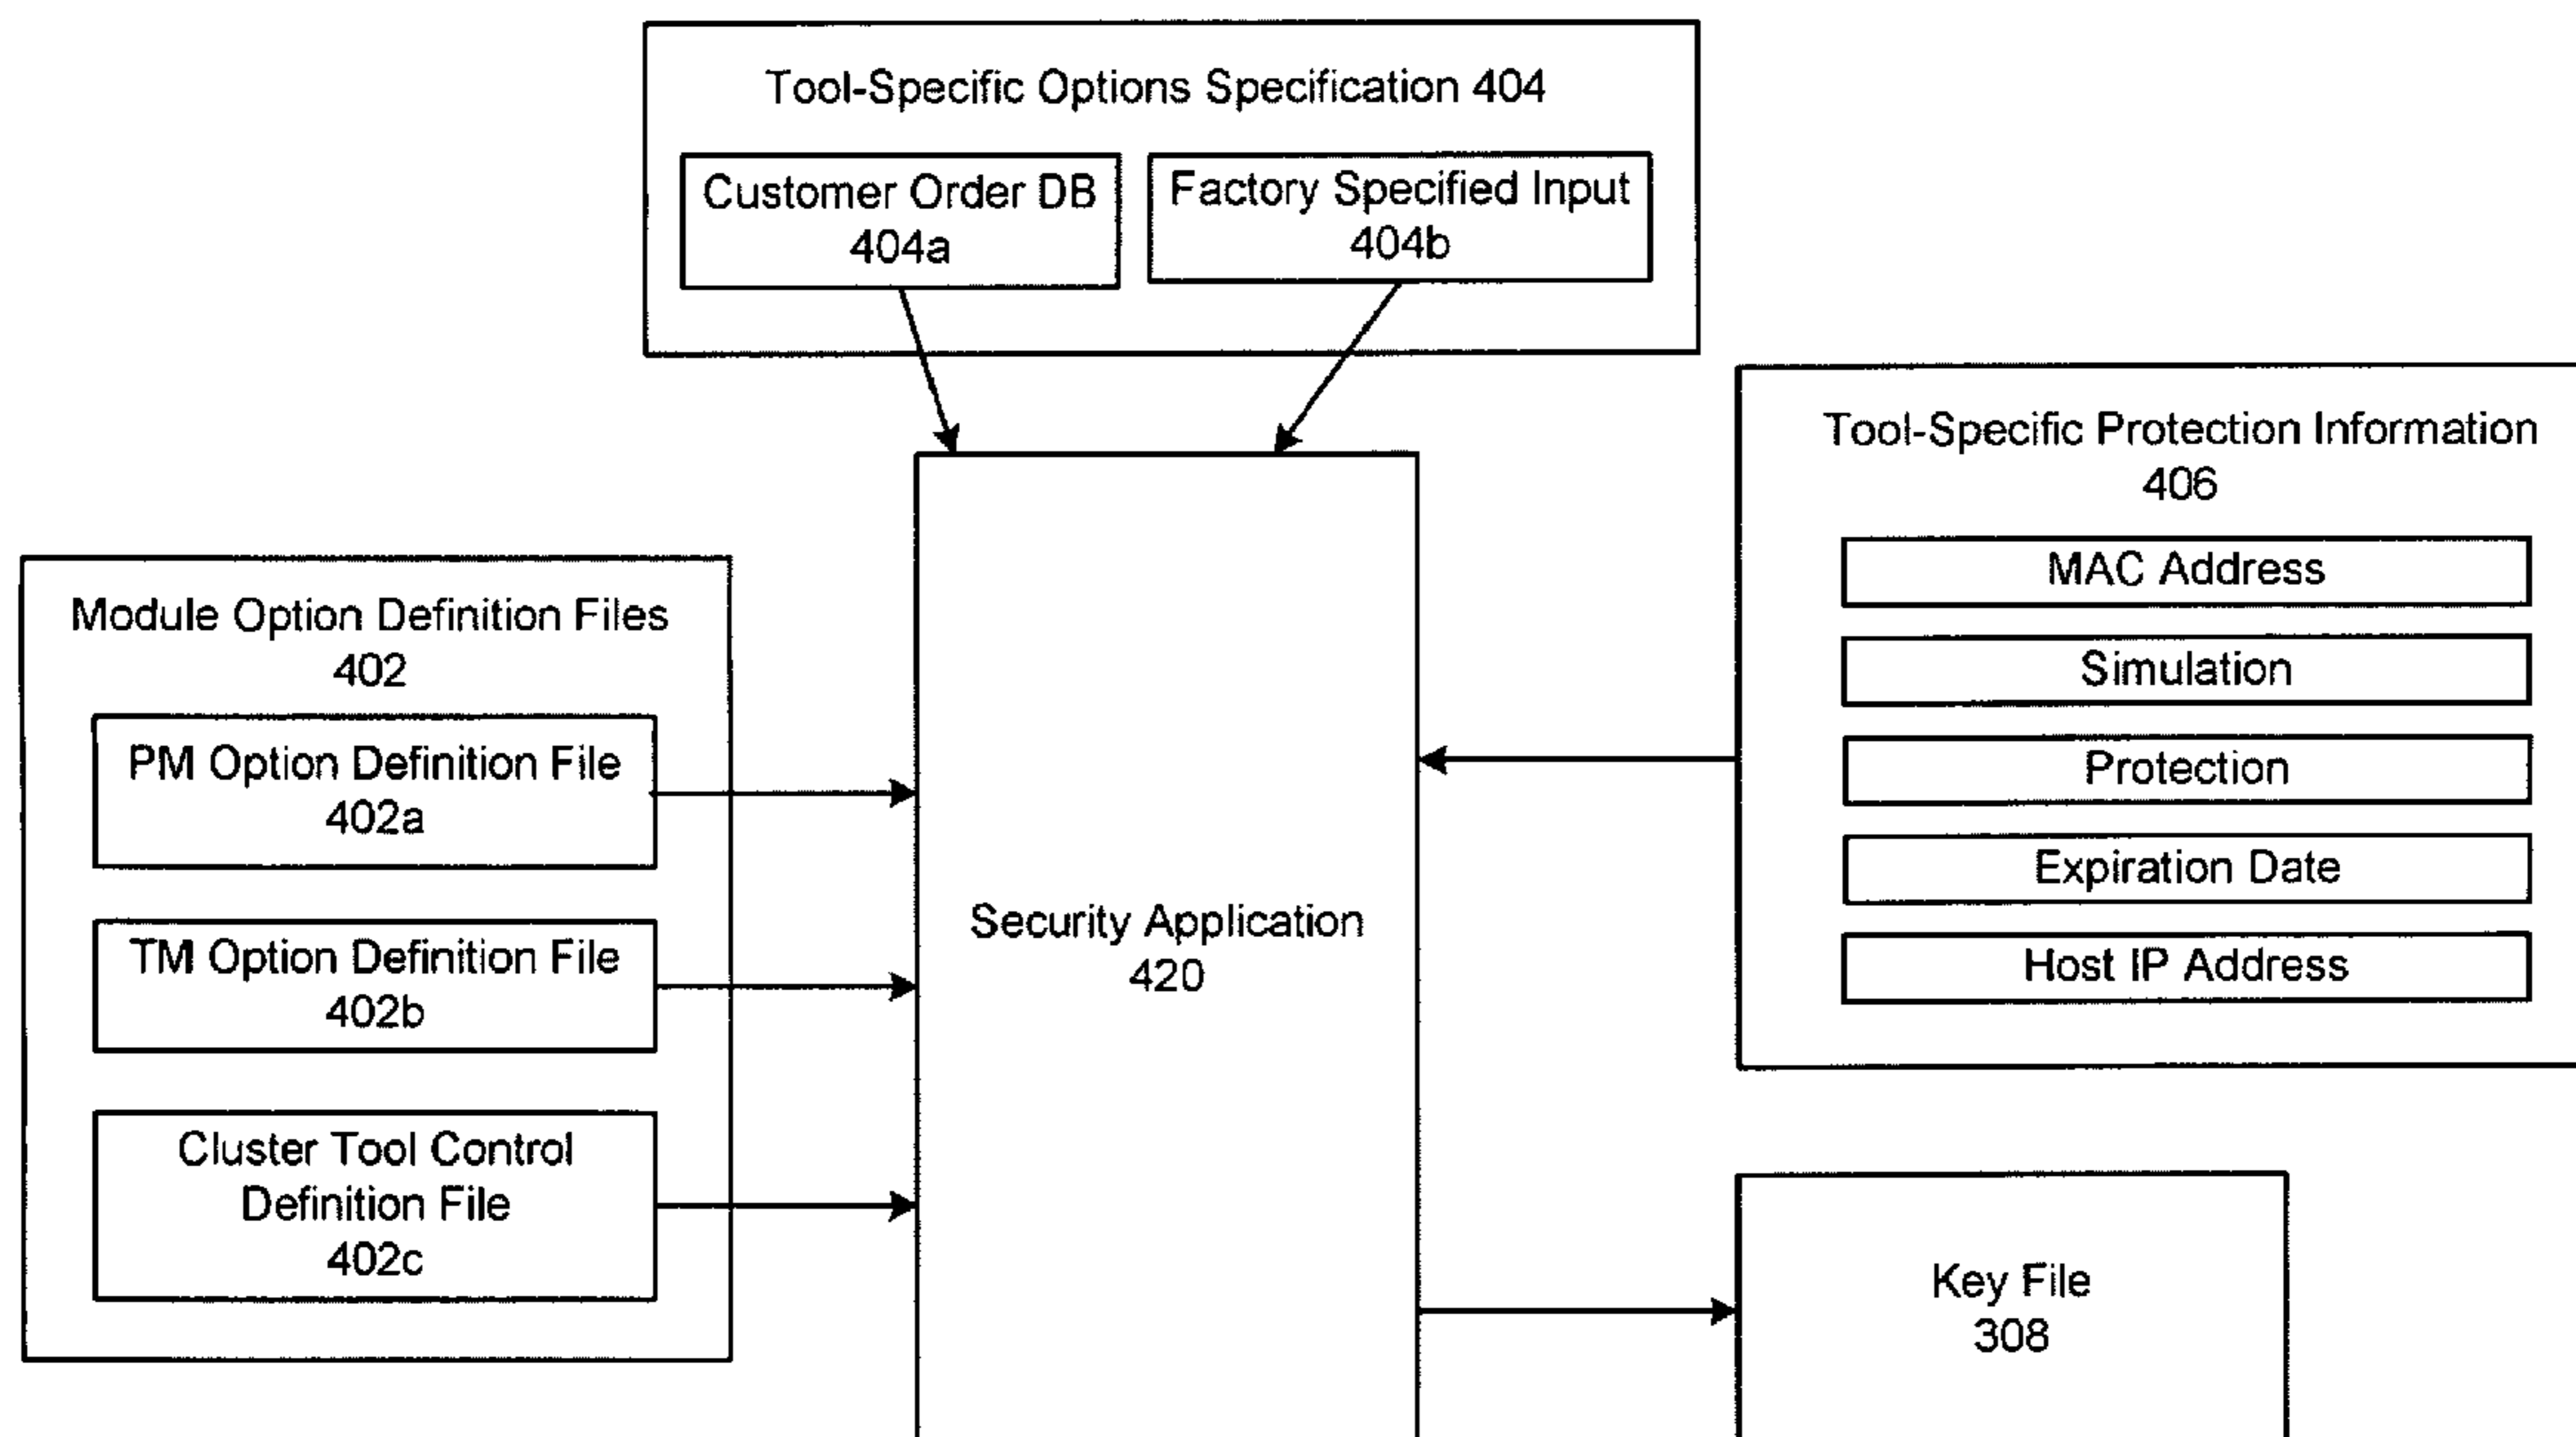 Tool-Specific Options Specification 404
Customer Order DB
404a
Factory Specified Input
404b
Tool-Specific Protection Information
406
MAC Address
Simulation
Protection
Expiration Date
Host IP Address
Module Option Definition Files
402
PM Option Definition File
402a
TM Option Definition File
402b
Cluster Tool Control
Definition File
402c
Security Application
420
Key File
308